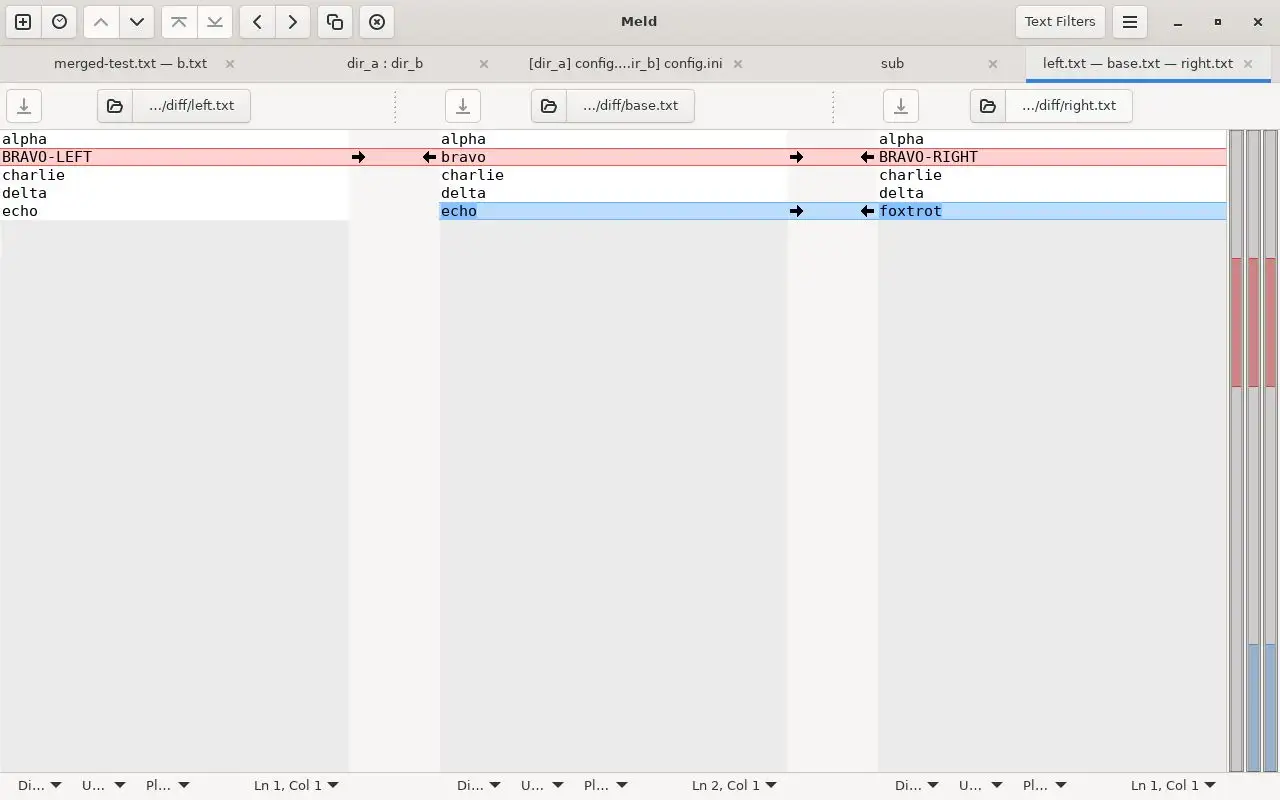 Meld
Text Filters
merged-test.txt — b.txt
dir_a : dir_b
[dir_a] config....ir_b] config.ini
sub
left.txt — base.txt — right.txt
.../diff/left.txt
.../diff/base.txt
.../diff/right.txt
alpha
BRAVO-LEFT
charlie
delta
echo
alpha
bravo
charlie
delta
echo
alpha
BRAVO-RIGHT
charlie
delta
foxtrot
Di... U... Pl... Ln 1, Col 1
Di... U... Pl... Ln 2, Col 1
Di... U... Pl... Ln 1, Col 1